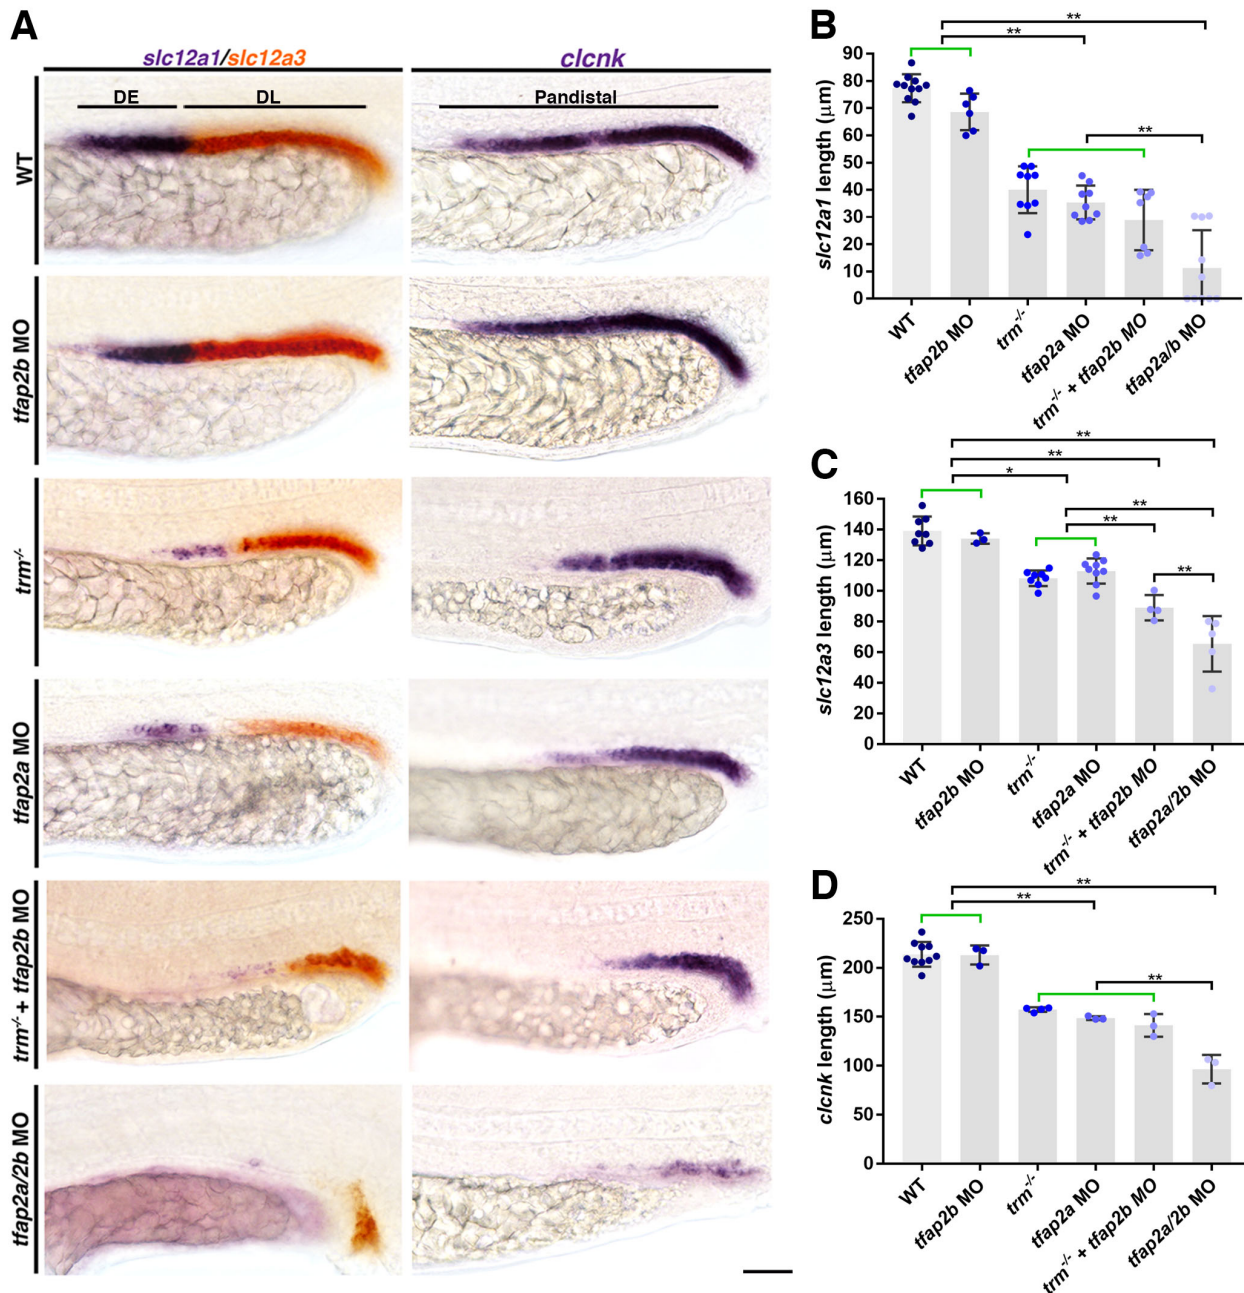 A
slc12a1/slc12a3
clcnk
DE
DL
Pandistal
WT
tfap2b MO
trm-/-
tfap2a MO
trm-/- + tfap2b MO
tfap2a/2b MO
B
**
**
**
slc12a1 length (µm)
90
80
70
60
50
40
30
20
10
0
WT
tfap2b MO
trm-/-
tfap2a MO
trm-/- + tfap2b MO
tfap2a/b MO
C
**
**
*
**
**
**
slc12a3 length (µm)
160
140
120
100
80
60
40
20
0
WT
tfap2b MO
trm-/-
tfap2a MO
trm-/- + tfap2b MO
tfap2a/2b MO
D
**
**
**
clcnk length (µm)
250
200
150
100
50
0
WT
tfap2b MO
trm-/-
tfap2a MO
trm-/- + tfap2b MO
tfap2a/2b MO